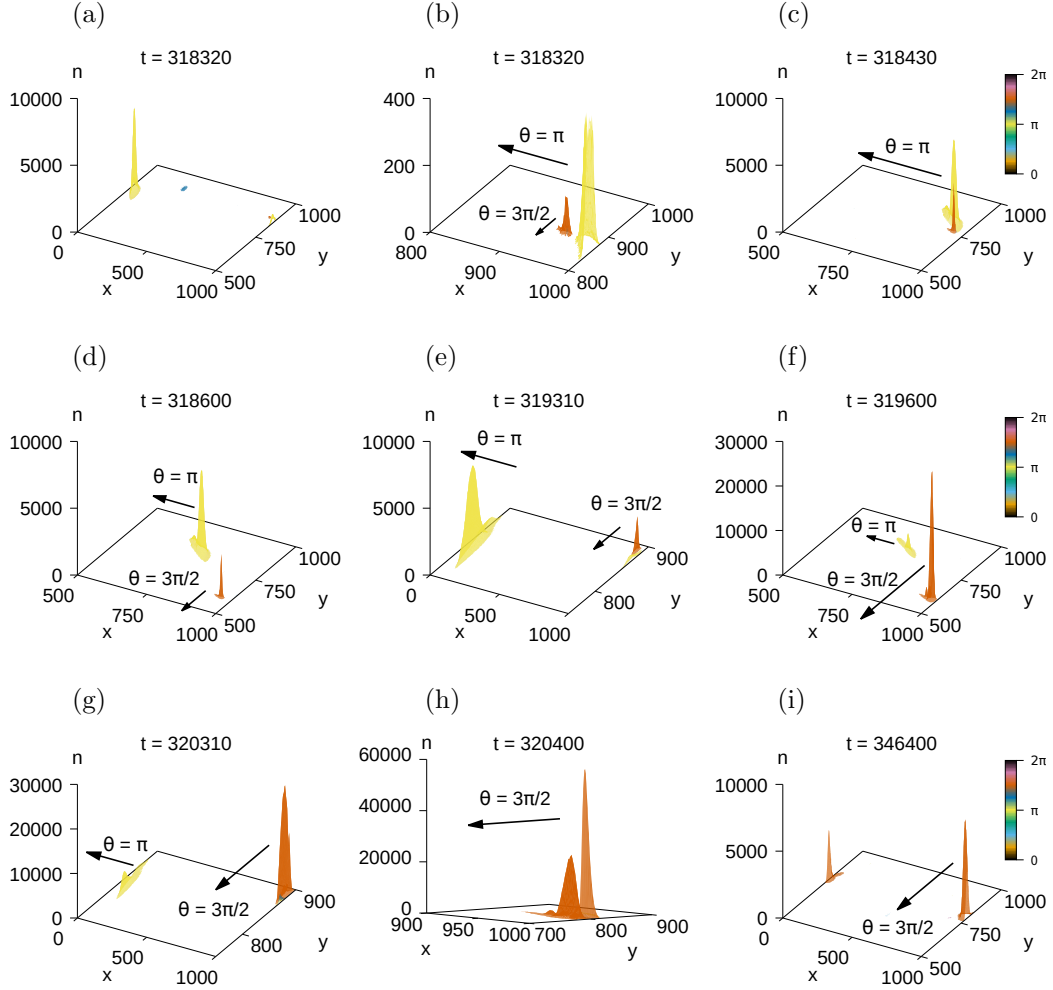 (a)
t = 318320
n
10000
5000
0
0
500
1000
x
500
750
1000
y
(b)
t = 318320
n
400
200
0
θ = π
θ = 3π/2
800
900
1000
x
800
900
1000
y
(c)
t = 318430
n
10000
5000
0
θ = π
500
750
1000
x
500
750
1000
y
2π
π
0
(d)
t = 318600
n
10000
5000
0
θ = π
θ = 3π/2
500
750
1000
x
500
750
1000
y
(e)
t = 319310
n
10000
5000
0
θ = π
θ = 3π/2
0
500
1000
x
800
900
y
(f)
t = 319600
n
30000
20000
10000
0
θ = π
θ = 3π/2
500
750
1000
x
500
750
1000
y
2π
π
0
(g)
t = 320310
n
30000
20000
10000
0
θ = π
θ = 3π/2
0
500
1000
x
800
900
y
(h)
t = 320400
n
60000
40000
20000
0
θ = 3π/2
900
950
1000
x
700
800
900
y
(i)
t = 346400
n
10000
5000
0
θ = 3π/2
0
500
1000
x
500
750
1000
y
2π
π
0